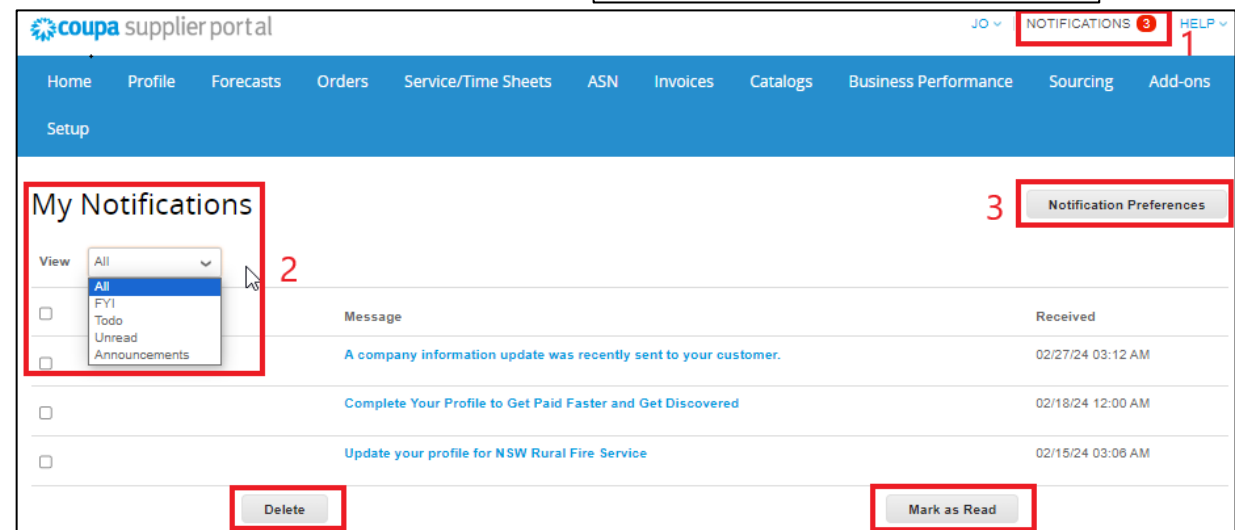 coupa supplier portal
JO NOTIFICATIONS 3 HELP
1
Home Profile Forecasts Orders Service/Time Sheets ASN Invoices Catalogs Business Performance Sourcing Add-ons
Setup
My Notifications
3 Notification Preferences
View All
2
All
FYI
Todo
Unread
Announcements
Message Received
A company information update was recently sent to your customer. 02/27/24 03:12 AM
Complete Your Profile to Get Paid Faster and Get Discovered 02/18/24 12:00 AM
Update your profile for NSW Rural Fire Service 02/15/24 03:06 AM
Delete Mark as Read